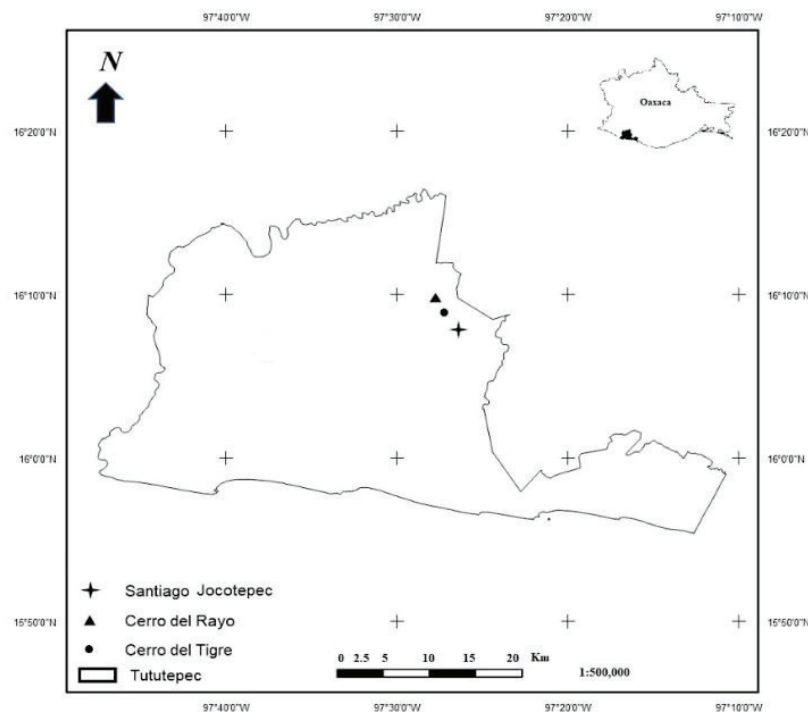 97°40'0"W 97°30'0"W 97°20'0"W 97°10'0"W
N
Oaxaca
16°20'0"N 16°20'0"N
16°10'0"N 16°10'0"N
16°0'0"N 16°0'0"N
Santiago Jocotepec
Cerro del Rayo
15°50'0"N 15°50'0"N
Cerro del Tigre
Tututepec
0 2.5 5 10 15 20 Km
1:500,000
97°40'0"W 97°30'0"W 97°20'0"W 97°10'0"W